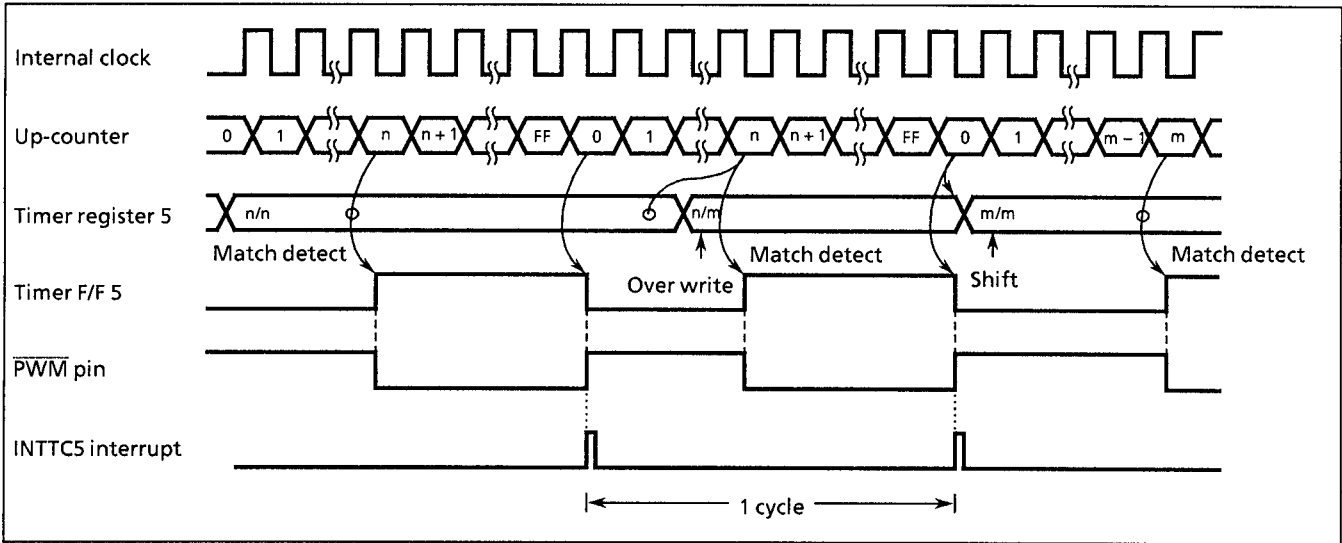 Internal clock
Up-counter 0 1 n n + 1 FF 0 1 n n + 1 FF 0 1 m – 1 m
Timer register 5 n/n n/m m/m
Match detect Match detect Match detect
Over write Shift
Timer F/F 5
PWM pin
INTTC5 interrupt
1 cycle